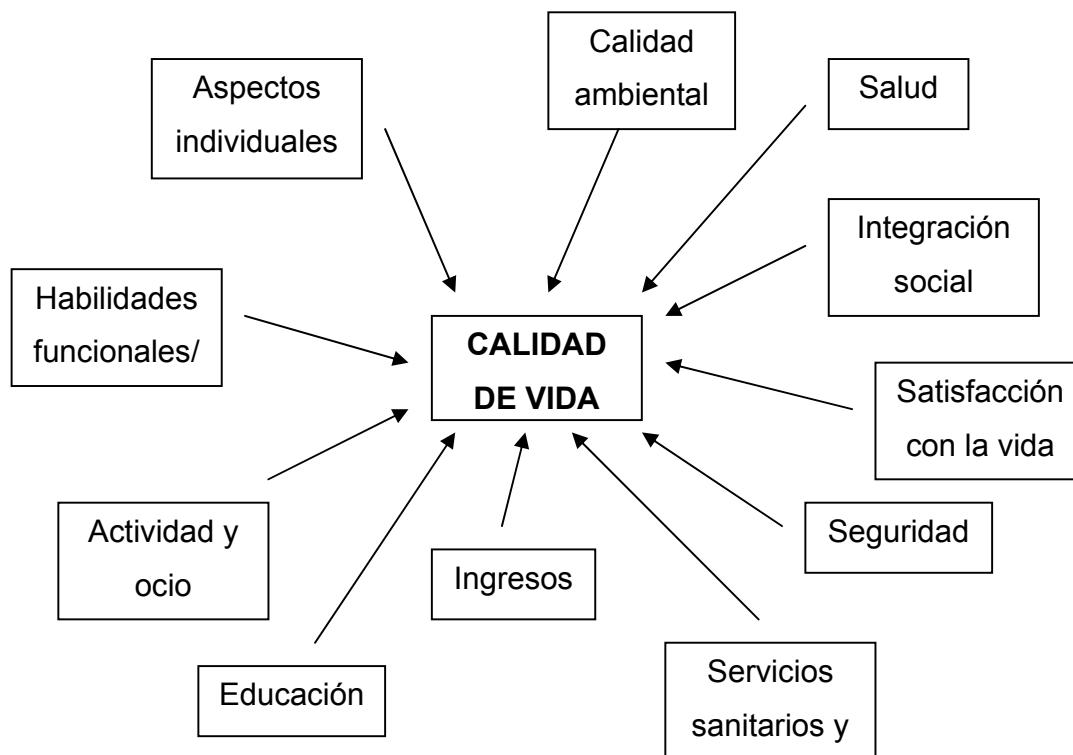 Calidad
ambiental
Aspectos
individuales
Salud
Integración
social
Habilidades
funcionales/
CALIDAD
DE VIDA
Satisfacción
con la vida
Actividad y
ocio
Ingresos
Seguridad
Educación
Servicios
sanitarios y